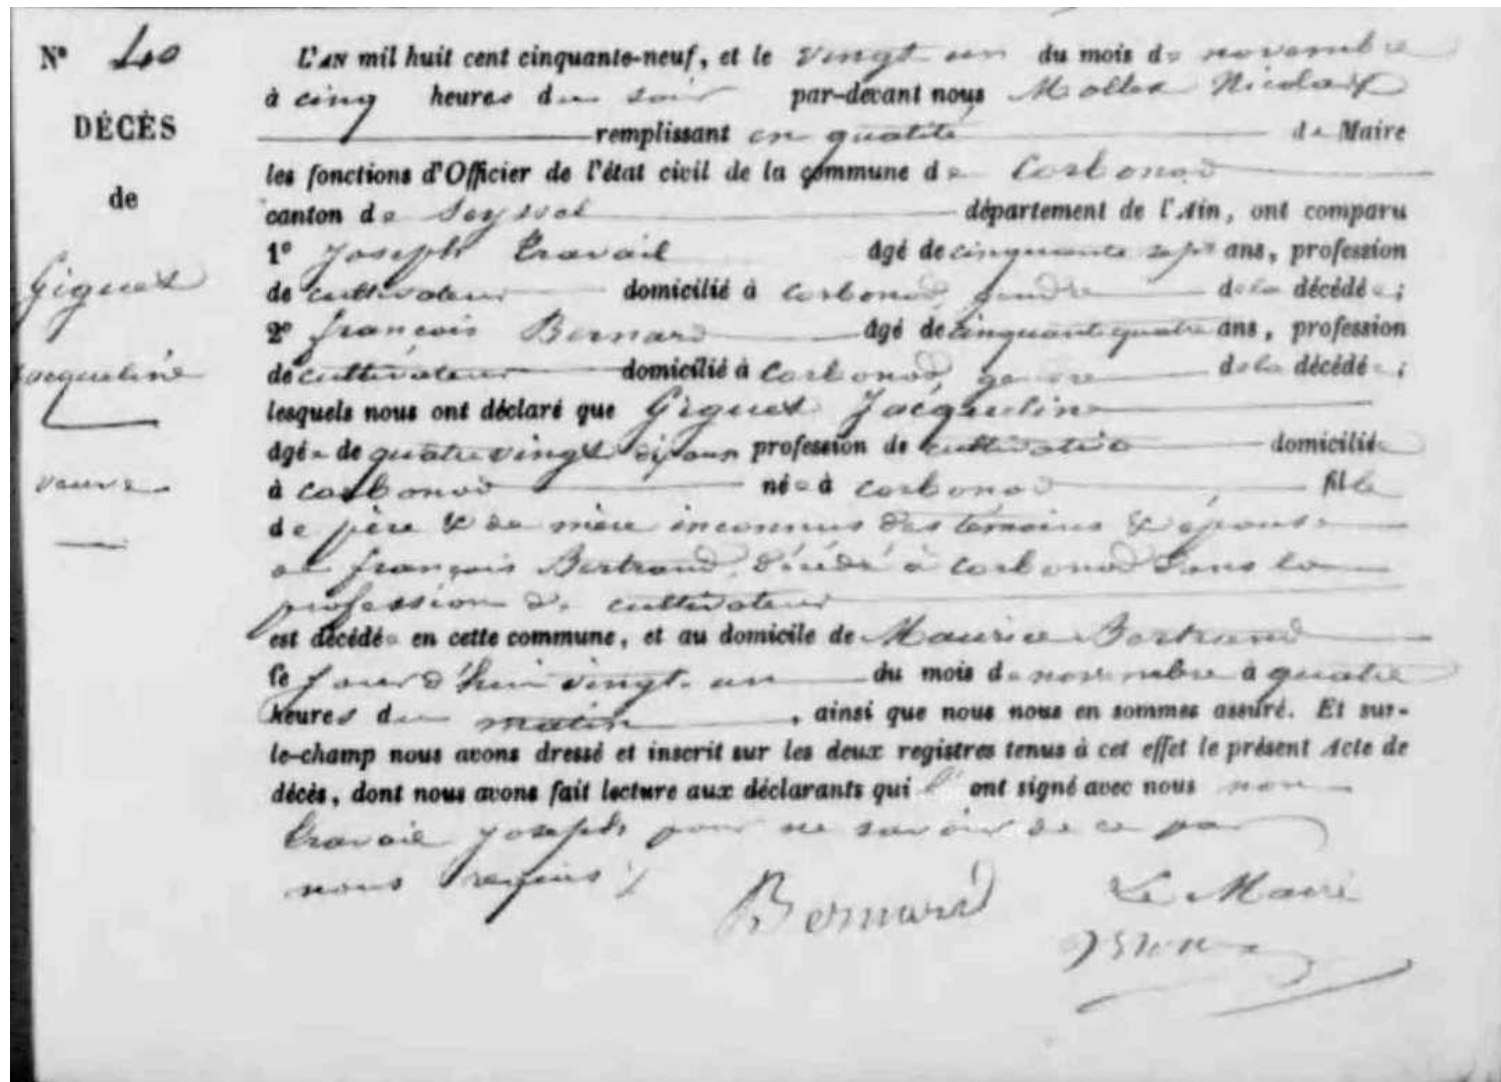 N° 40
DÉCÈS
de
Giguet
Jacqueline
veuve
L'AN mil huit cent cinquante-neuf, et le vingt un du mois de novembre
à cinq heures du soir par-devant nous Mollex Nicolas
remplissant en qualité de Maire
les fonctions d'Officier de l'état civil de la commune de Corbonod
canton de Seyssel département de l'Ain, ont comparu
1° Joseph travail âgé de cinquante sept ans, profession
de cultivateur domicilié à corbonod gendre de la décédée ;
2° françois Bernard âgé de cinquante quatre ans, profession
de cultivateur domicilié à Corbonod gendre de la décédée ;
lesquels nous ont déclaré que Giguet Jacqueline
âgée de quatre vingt dix ans profession de cultivatrice domiciliée
à corbonod née à corbonod fille
de père & de mère inconnus des témoins & épouse
de françois Bertrand, décédé à corbonod dans la
profession de cultivateur
est décédée en cette commune, et au domicile de Maurice Bertrand
le jourd'hui vingt un du mois de novembre à quatre
heures du matin, ainsi que nous nous en sommes assuré. Et sur-
le-champ nous avons dressé et inscrit sur les deux registres tenus à cet effet le présent Acte de
décès, dont nous avons fait lecture aux déclarants qui l' ont signé avec nous non
travail joseph pour ne savoir de ce par
nous requis
Bernard Le Maire